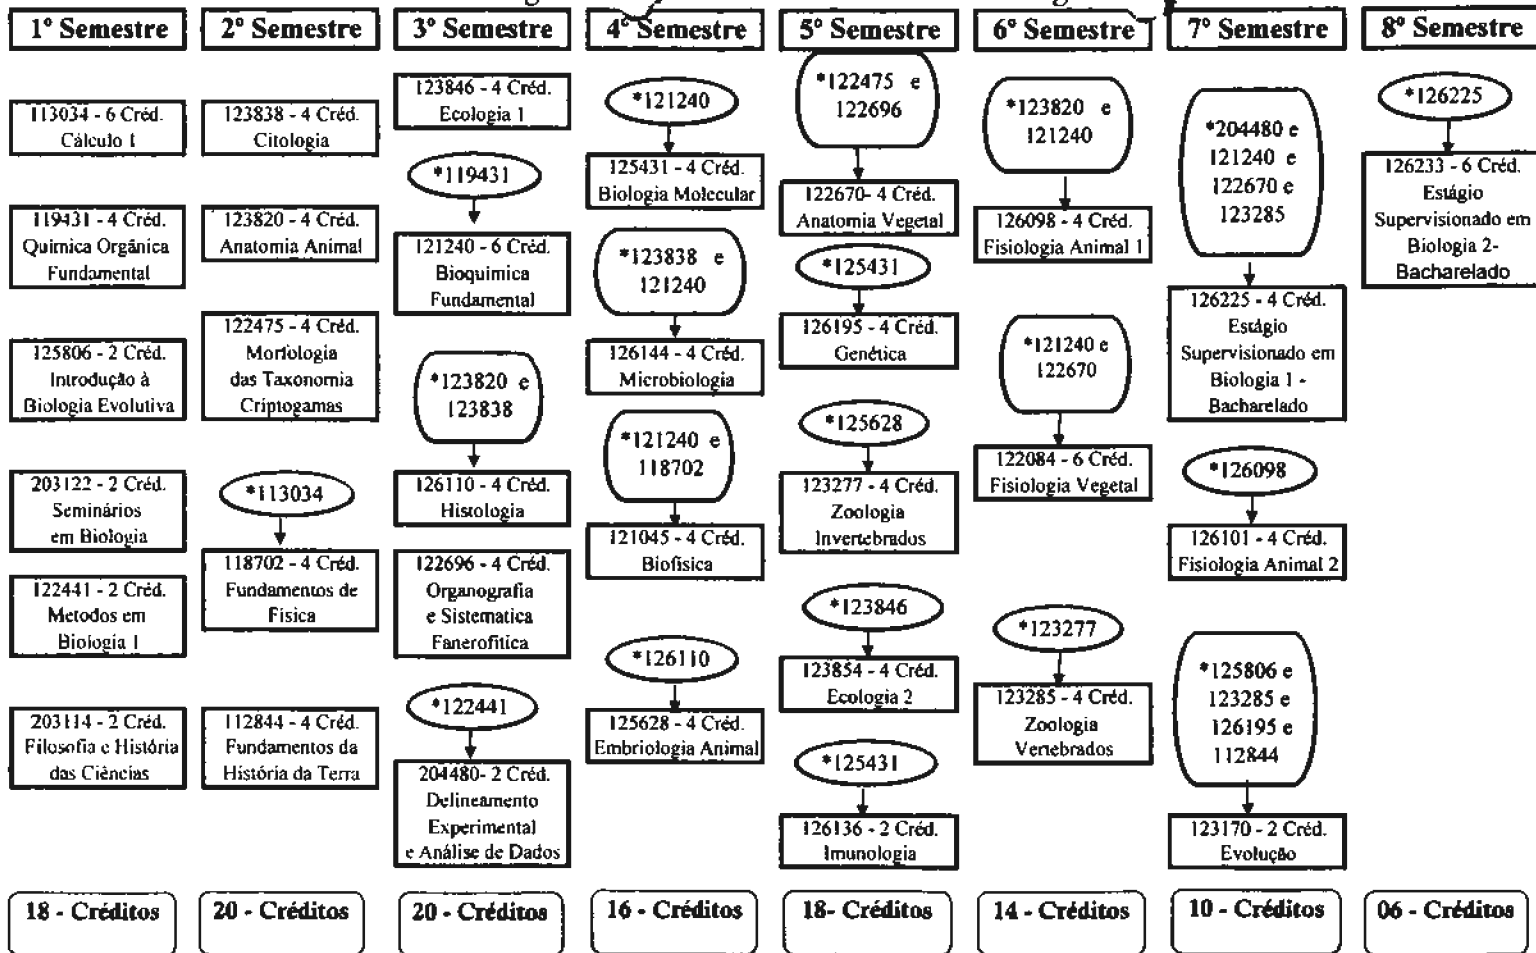 1º Semestre
113034 - 6 Créd.
Cálculo 1
119431 - 4 Créd.
Quimica Orgânica
Fundamental
125806 - 2 Créd.
Introdução à
Biologia Evolutiva
203122 - 2 Créd.
Seminários
em Biologia
122441 - 2 Créd.
Metodos em
Biologia 1
203114 - 2 Créd.
Filosofia e História
das Ciências
18 - Créditos
2º Semestre
123838 - 4 Créd.
Citologia
123820 - 4 Créd.
Anatomia Animal
122475 - 4 Créd.
Morfologia
das Taxonomia
Criptogamas
*113034
118702 - 4 Créd.
Fundamentos de
Fisica
112844 - 4 Créd.
Fundamentos da
História da Terra
20 - Créditos
3º Semestre
123846 - 4 Créd.
Ecologia 1
*119431
121240 - 6 Créd.
Bioquimica
Fundamental
*123820 e
123838
126110 - 4 Créd.
Histologia
122696 - 4 Créd.
Organografia
e Sistematica
Fanerofitica
*122441
204480- 2 Créd.
Delineamento
Experimental
e Análise de Dados
20 - Créditos
4º Semestre
*121240
125431 - 4 Créd.
Biologia Molecular
*123838 e
121240
126144 - 4 Créd.
Microbiologia
*121240 e
118702
121045 - 4 Créd.
Biofisica
*126110
125628 - 4 Créd.
Embriologia Animal
16 - Créditos
5º Semestre
*122475 e
122696
122670- 4 Créd.
Anatomia Vegetal
*125431
126195 - 4 Créd.
Genética
*125628
123277 - 4 Créd.
Zoologia
Invertebrados
*123846
123854 - 4 Créd.
Ecologia 2
*125431
126136 - 2 Créd.
Imunologia
18- Créditos
6º Semestre
*123820 e
121240
126098 - 4 Créd.
Fisiologia Animal 1
*121240 e
122670
122084 - 6 Créd.
Fisiologia Vegetal
*123277
123285 - 4 Créd.
Zoologia
Vertebrados
14 - Créditos
7º Semestre
*204480 e
121240 e
122670 e
123285
126225 - 4 Créd.
Estágio
Supervisionado em
Biologia 1 -
Bacharelado
*126098
126101 - 4 Créd.
Fisiologia Animal 2
*125806 e
123285 e
126195 e
112844
123170 - 2 Créd.
Evolução
10 - Créditos
8º Semestre
*126225
126233 - 6 Créd.
Estágio
Supervisionado em
Biologia 2-
Bacharelado
06 - Créditos